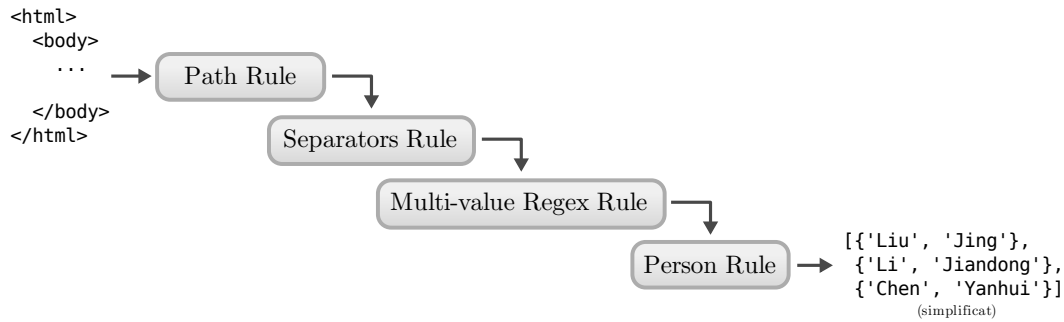 <html>
<body>
...
</body>
</html>
Path Rule
Separators Rule
Multi-value Regex Rule
Person Rule
[{'Liu', 'Jing'},
{'Li', 'Jiandong'},
{'Chen', 'Yanhui'}]
(simplificat)